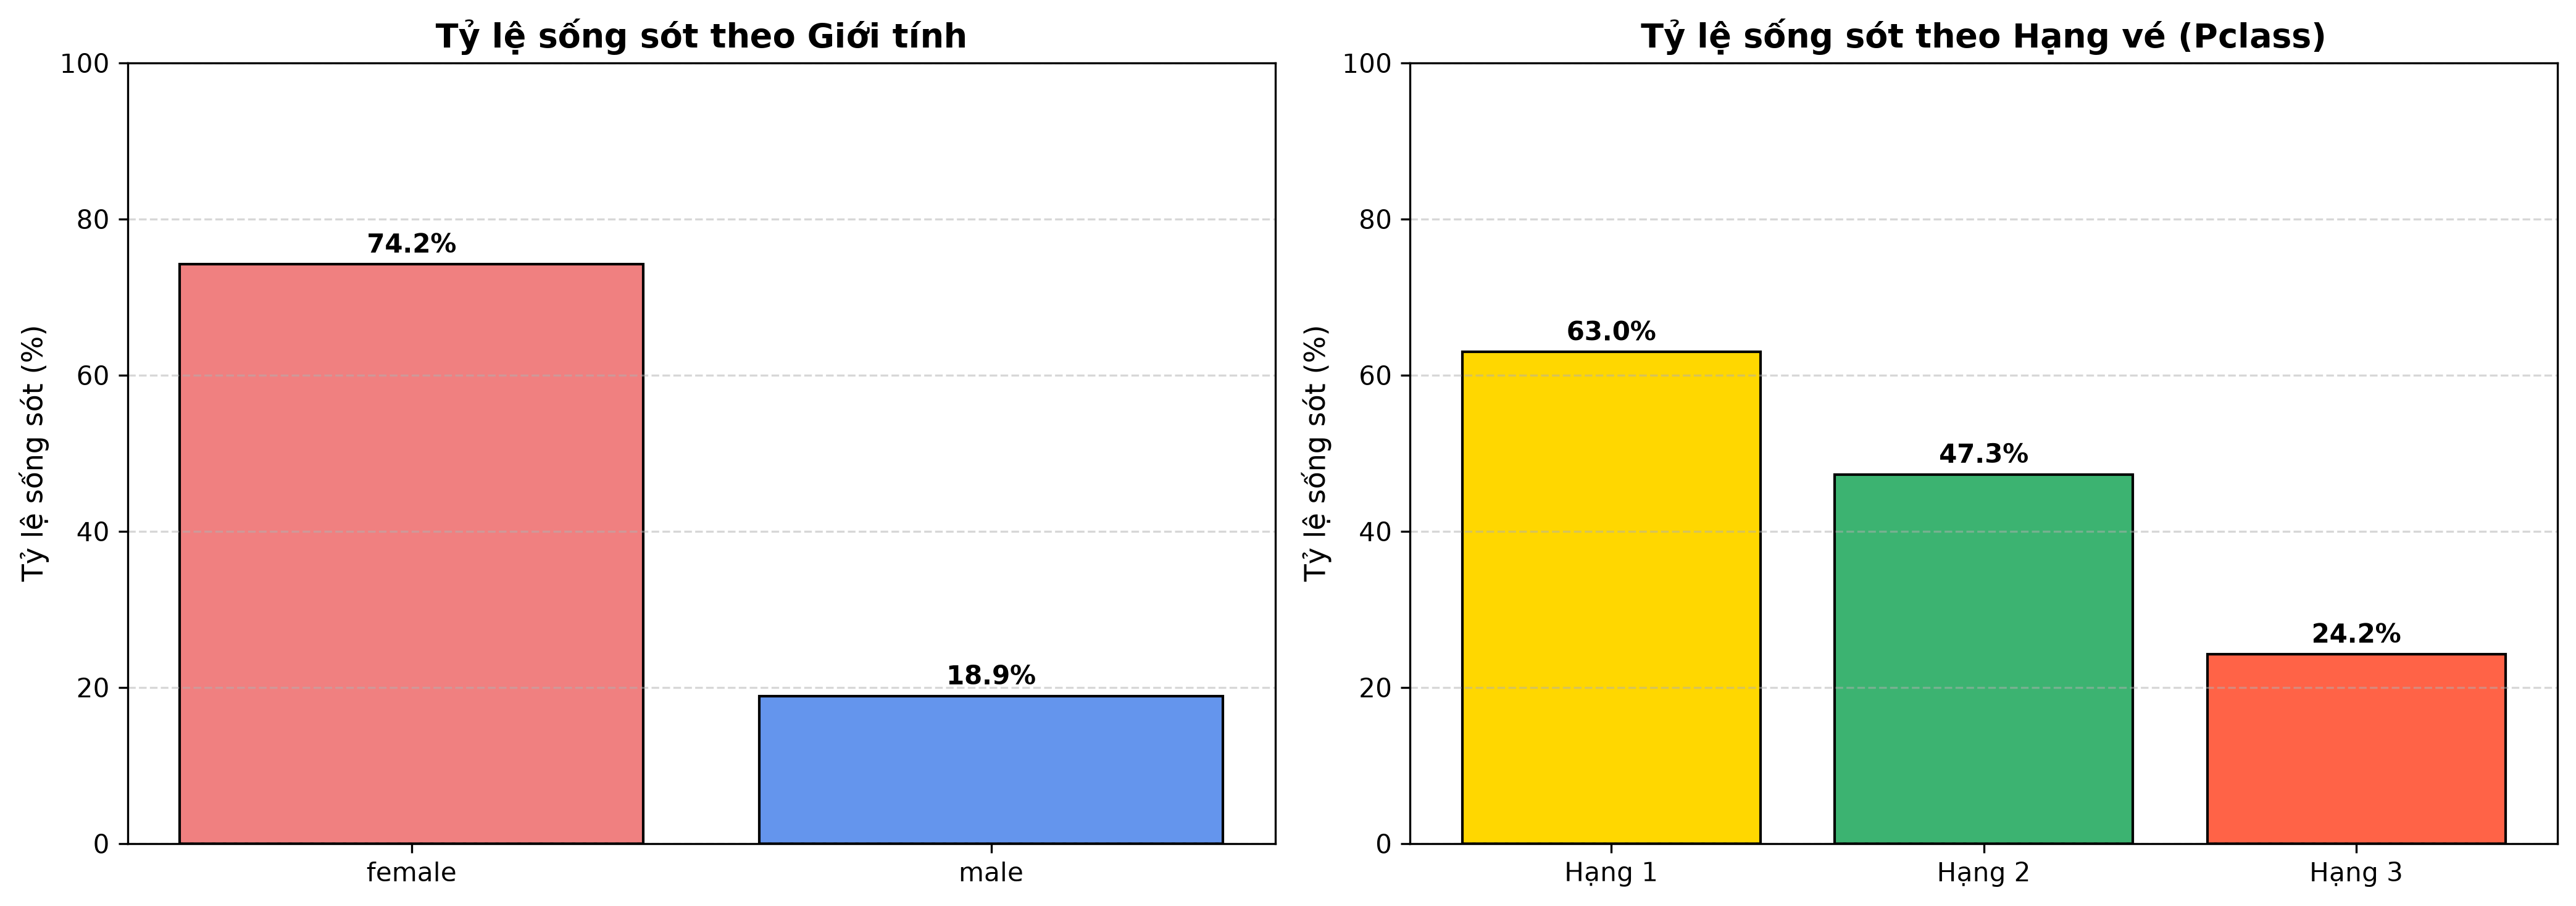 Tỷ lệ sống sót theo Giới tính
Tỷ lệ sống sót (%)
100
80
60
40
20
0
74.2%
18.9%
female
male
Tỷ lệ sống sót theo Hạng vé (Pclass)
Tỷ lệ sống sót (%)
100
80
60
40
20
0
63.0%
47.3%
24.2%
Hạng 1
Hạng 2
Hạng 3